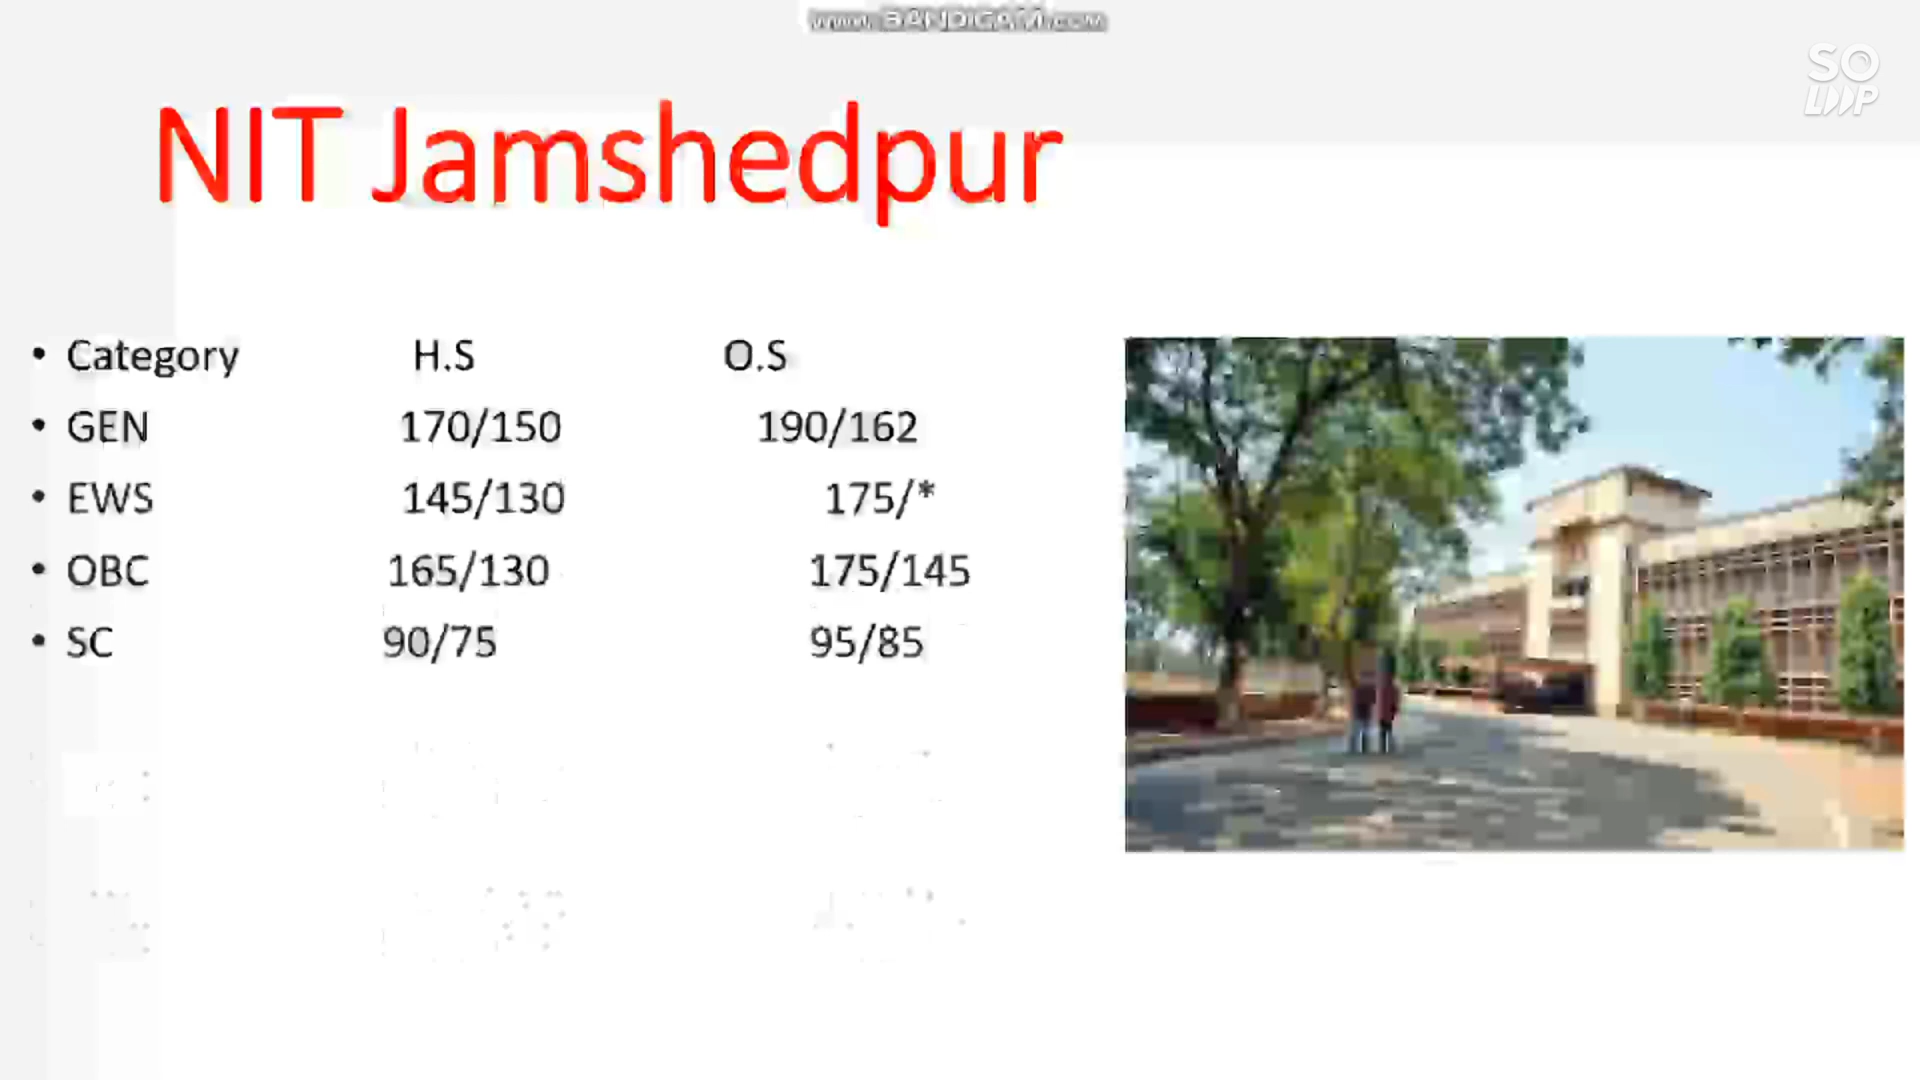 www.BANDICAM.com
SO
LOOP
NIT Jamshedpur
• Category H.S O.S
• GEN 170/150 190/162
• EWS 145/130 175/*
• OBC 165/130 175/145
• SC 90/75 95/85